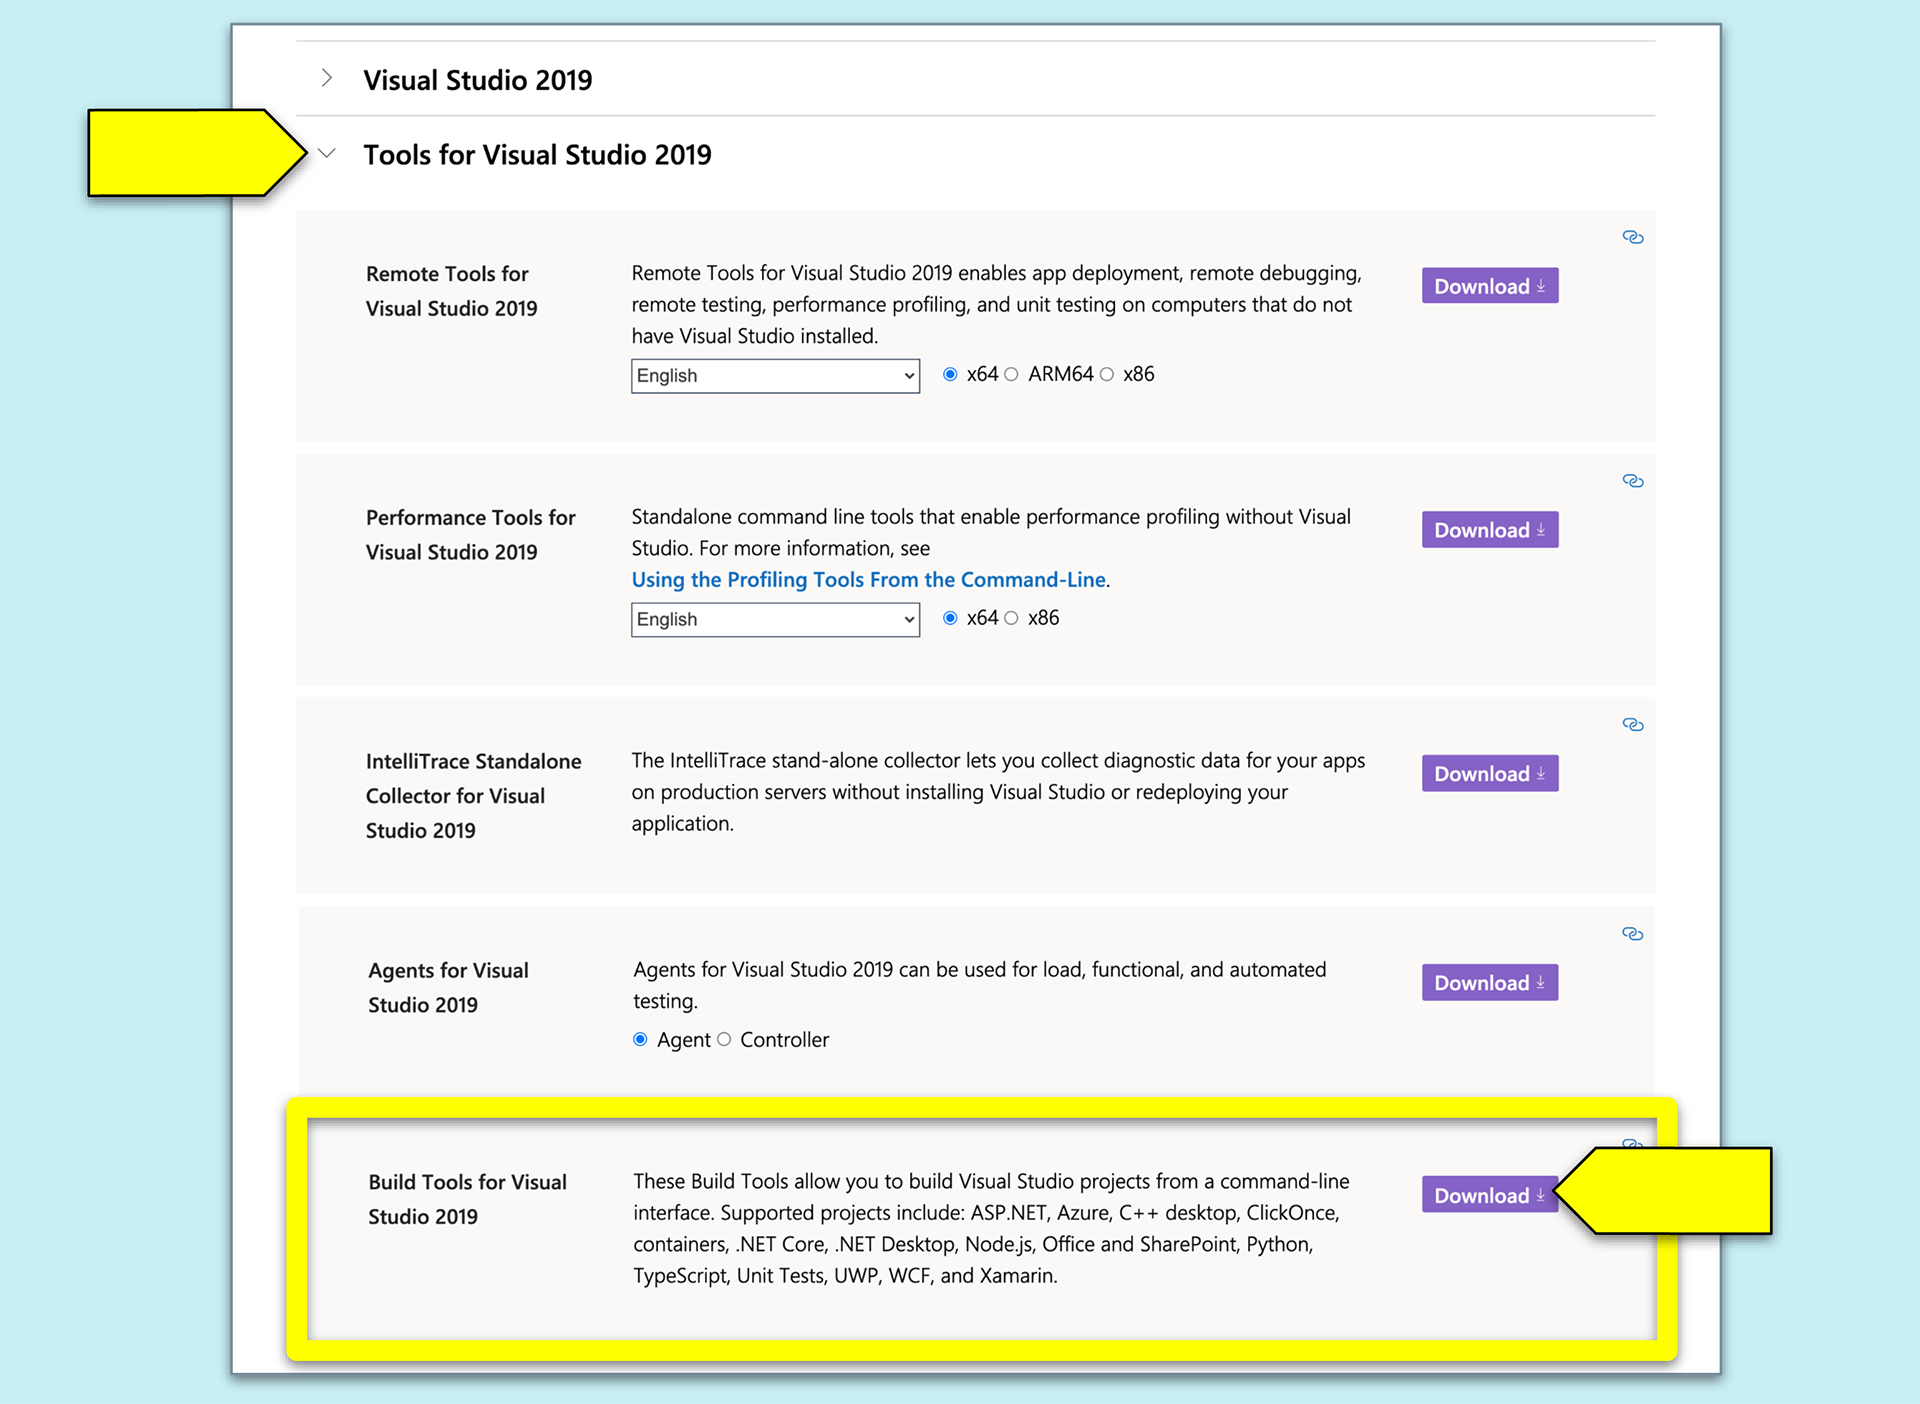 Visual Studio 2019
Tools for Visual Studio 2019
Remote Tools for
Visual Studio 2019
Remote Tools for Visual Studio 2019 enables app deployment, remote debugging,
remote testing, performance profiling, and unit testing on computers that do not
have Visual Studio installed.
English
x64 ARM64 x86
Download
Performance Tools for
Visual Studio 2019
Standalone command line tools that enable performance profiling without Visual
Studio. For more information, see
Using the Profiling Tools From the Command-Line.
English
x64 x86
Download
IntelliTrace Standalone
Collector for Visual
Studio 2019
The IntelliTrace stand-alone collector lets you collect diagnostic data for your apps
on production servers without installing Visual Studio or redeploying your
application.
Download
Agents for Visual
Studio 2019
Agents for Visual Studio 2019 can be used for load, functional, and automated
testing.
Agent Controller
Download
Build Tools for Visual
Studio 2019
These Build Tools allow you to build Visual Studio projects from a command-line
interface. Supported projects include: ASP.NET, Azure, C++ desktop, ClickOnce,
containers, .NET Core, .NET Desktop, Node.js, Office and SharePoint, Python,
TypeScript, Unit Tests, UWP, WCF, and Xamarin.
Download